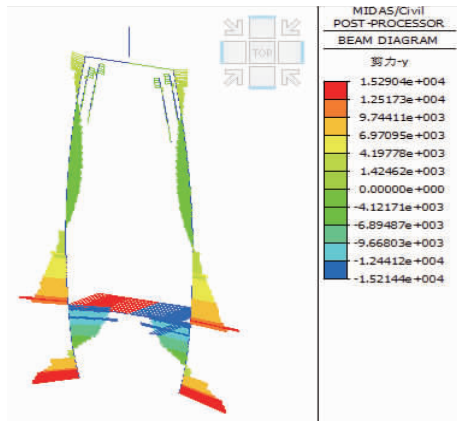 MIDAS/Civil
POST-PROCESSOR
BEAM DIAGRAM
剪力-y
1.52904e+004
1.25173e+004
9.74411e+003
6.97095e+003
4.19778e+003
1.42462e+003
0.00000e+000
-4.12171e+003
-6.89487e+003
-9.66803e+003
-1.24412e+004
-1.52144e+004
TOP